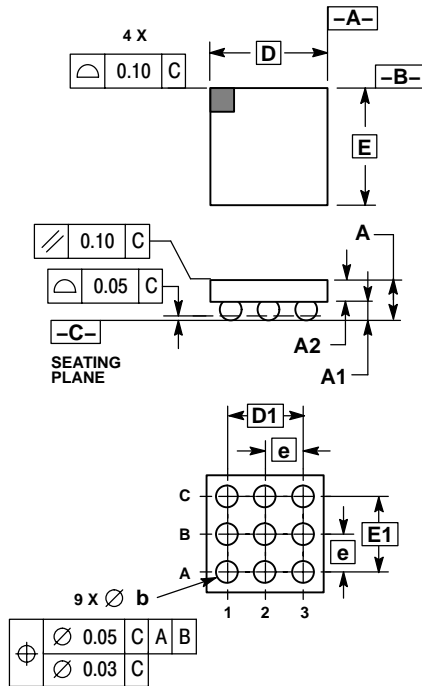 4 X
⌓ 0.10 C
D
–A–
–B–
E
⫽ 0.10 C
⌓ 0.05 C
–C–
SEATING
PLANE
A
A2
A1
D1
e
C
B
A
E1
e
9 X ∅ b
1 2 3
⌖ ∅ 0.05 C A B
∅ 0.03 C